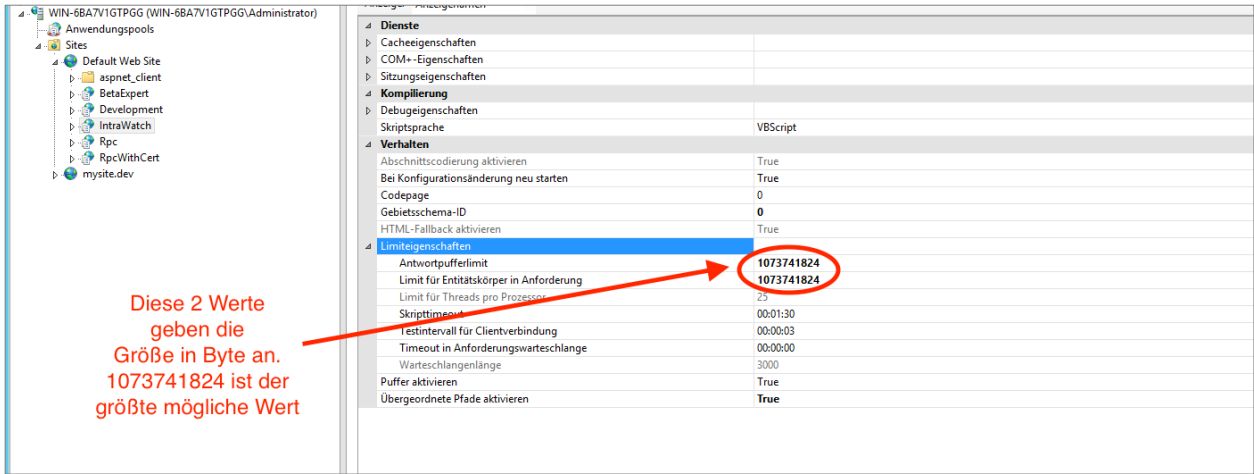 WIN-6BA7V1GTPGG (WIN-6BA7V1GTPGG\Administrator)
Anwendungspools
Sites
Default Web Site
aspnet_client
BetaExpert
Development
IntraWatch
Rpc
RpcWithCert
mysite.dev
Dienste
Cacheeigenschaften
COM+-Eigenschaften
Sitzungseigenschaften
Kompilierung
Debugeigenschaften
Skriptsprache VBScript
Verhalten
Abschnittscodierung aktivieren True
Bei Konfigurationsänderung neu starten True
Codepage 0
Gebietsschema-ID 0
HTML-Fallback aktivieren True
Limiteigenschaften
Antwortpufferlimit 1073741824
Limit für Entitätskörper in Anforderung 1073741824
Limit für Threads pro Prozessor 25
Skripttimeout 00:01:30
Testintervall für Clientverbindung 00:00:03
Timeout in Anforderungswarteschlange 00:00:00
Warteschlangenlänge 3000
Puffer aktivieren True
Übergeordnete Pfade aktivieren True
Diese 2 Werte
geben die
Größe in Byte an.
1073741824 ist der
größte mögliche Wert